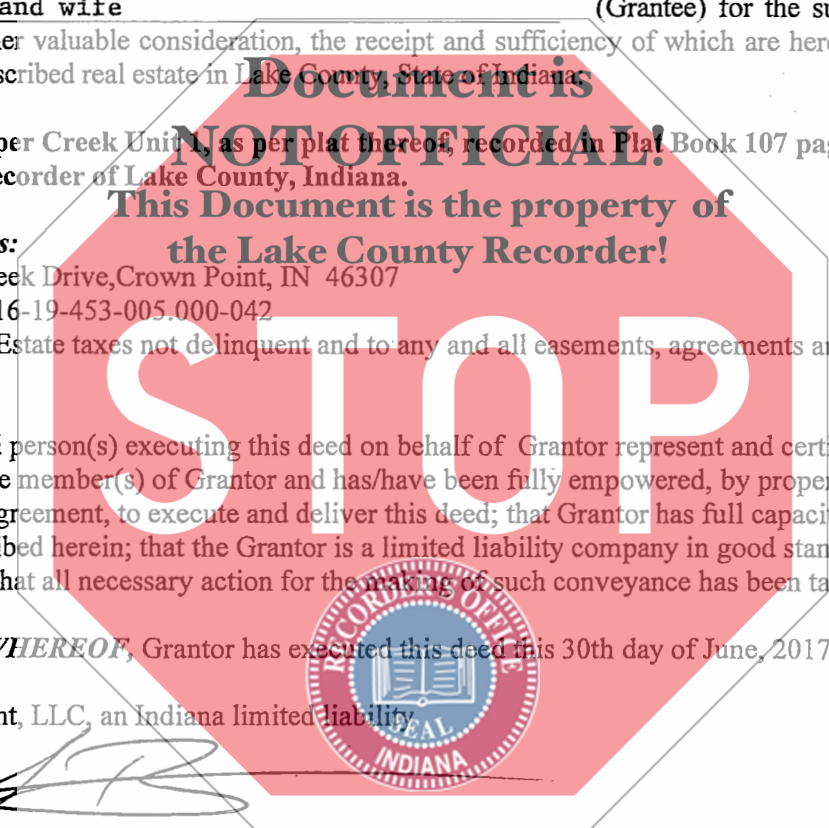 and wife (Grantee) for the su
er valuable consideration, the receipt and sufficiency of which are here
scribed real estate in Lake County, State of Indiana:
Document is
NOT OFFICIAL!
per Creek Unit 1, as per plat thereof, recorded in Plat Book 107 pag
ecorder of Lake County, Indiana.
This Document is the property of
the Lake County Recorder!
s:
eek Drive,Crown Point, IN 46307
16-19-453-005.000-042
Estate taxes not delinquent and to any and all easements, agreements an
STOP
person(s) executing this deed on behalf of Grantor represent and certi
e member(s) of Grantor and has/have been fully empowered, by proper
greement, to execute and deliver this deed; that Grantor has full capacit
ibed herein; that the Grantor is a limited liability company in good stan
hat all necessary action for the making of such conveyance has been ta
RECORDER'S OFFICE
WHEREOF, Grantor has executed this deed this 30th day of June, 2017
nt, LLC, an Indiana limited liability
SEAL
INDIANA